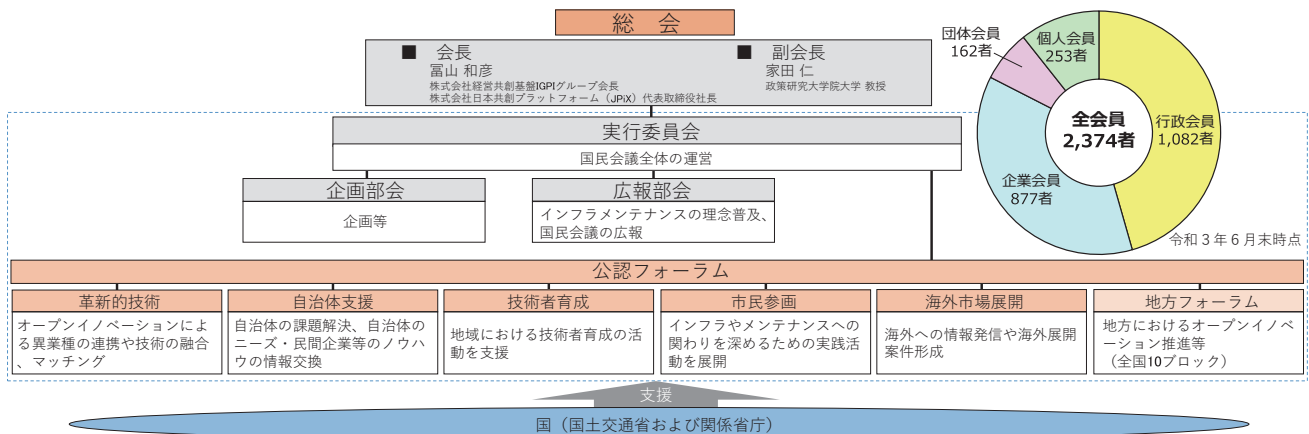 総　会
■　会長
冨山 和彦
株式会社経営共創基盤IGPIグループ会長
株式会社日本共創プラットフォーム（JPiX）代表取締役社長
■　副会長
家田 仁
政策研究大学院大学 教授
団体会員
162者
個人会員
253者
全会員
2,374者
行政会員
1,082者
企業会員
877者
令和３年６月末時点
実行委員会
国民会議全体の運営
企画部会
企画等
広報部会
インフラメンテナンスの理念普及、
国民会議の広報
公認フォーラム
革新的技術
オープンイノベーションによ
る異業種の連携や技術の融合
、マッチング
自治体支援
自治体の課題解決、自治体の
ニーズ・民間企業等のノウハ
ウの情報交換
技術者育成
地域における技術者育成の活
動を支援
市民参画
インフラやメンテナンスへの
関わりを深めるための実践活
動を展開
海外市場展開
海外への情報発信や海外展開
案件形成
地方フォーラム
地方におけるオープンイノベ
ーション推進等
（全国10ブロック）
支援
国（国土交通省および関係省庁）